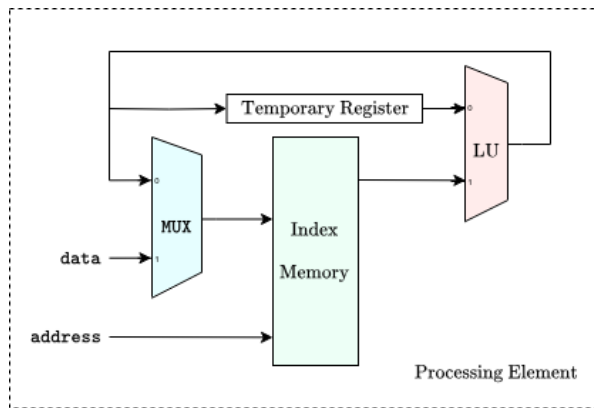 Temporary Register
0
LU
1
0
MUX
1
Index
Memory
data
address
Processing Element